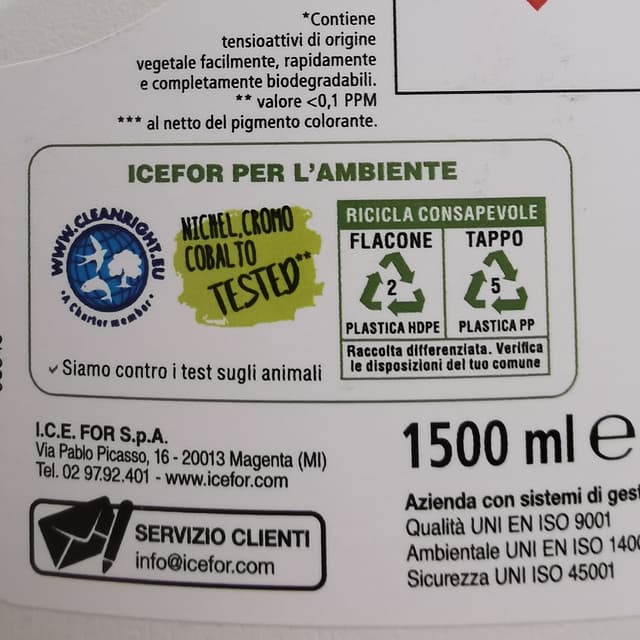 *Contiene
tensioattivi di origine
vegetale facilmente, rapidamente
e completamente biodegradabili.
** valore <0,1 PPM
*** al netto del pigmento colorante.
ICEFOR PER L'AMBIENTE
WWW.CLEANRIGHT.EU
• A Charter member •
NICHEL, CROMO
COBALTO
TESTED**
RICICLA CONSAPEVOLE
FLACONE
2
PLASTICA HDPE
TAPPO
5
PLASTICA PP
Raccolta differenziata. Verifica
le disposizioni del tuo comune
✓Siamo contro i test sugli animali
I.C.E. FOR S.p.A.
Via Pablo Picasso, 16 - 20013 Magenta (MI)
Tel. 02 97.92.401 - www.icefor.com
SERVIZIO CLIENTI
info@icefor.com
1500 ml e
Azienda con sistemi di gest
Qualità UNI EN ISO 9001
Ambientale UNI EN ISO 1400
Sicurezza UNI ISO 45001